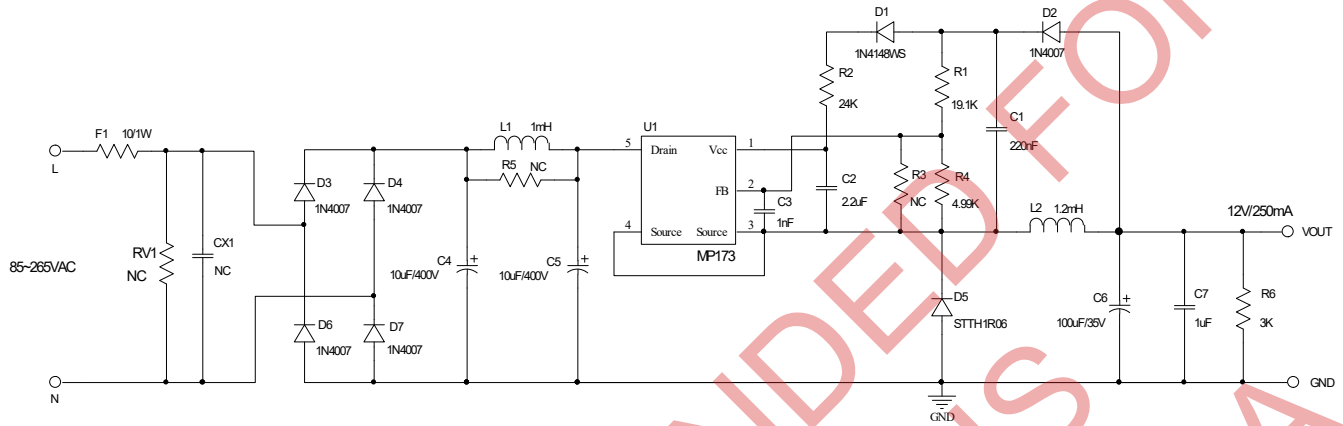 D1
1N4148WS
D2
1N4007
R2
24K
R1
19.1K
C1
220nF
F1 10/1W
L
L1 1mH
R5 NC
U1
5 Drain Vcc 1
FB 2
4 Source Source 3
MP173
C2
2.2uF
C3
1nF
R3
NC
R4
4.99K
L2 1.2mH
12V/250mA
VOUT
D3
1N4007
D4
1N4007
RV1
NC
CX1
NC
85~265VAC
C4 +
10uF/400V
C5 +
10uF/400V
D6
1N4007
D7
1N4007
D5
STTH1R06
C6 +
100uF/35V
C7
1uF
R6
3K
N
GND
GND
NDED FOR
NS
A